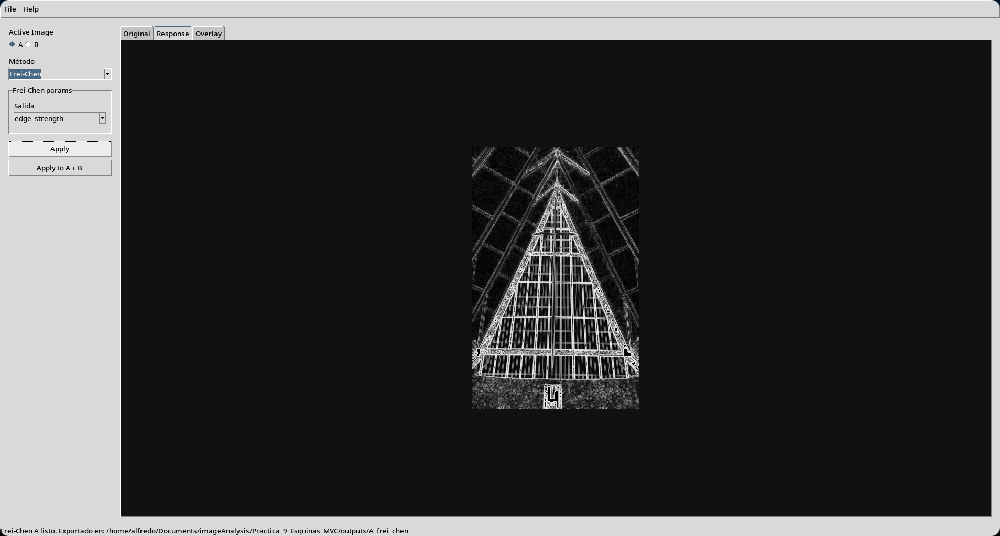 File Help
Active Image
A B
Método
Frei-Chen
Frei-Chen params
Salida
edge_strength
Apply
Apply to A + B
Original Response Overlay
Frei-Chen A listo. Exportado en: /home/alfredo/Documents/imageAnalysis/Practica_9_Esquinas_MVC/outputs/A_frei_chen